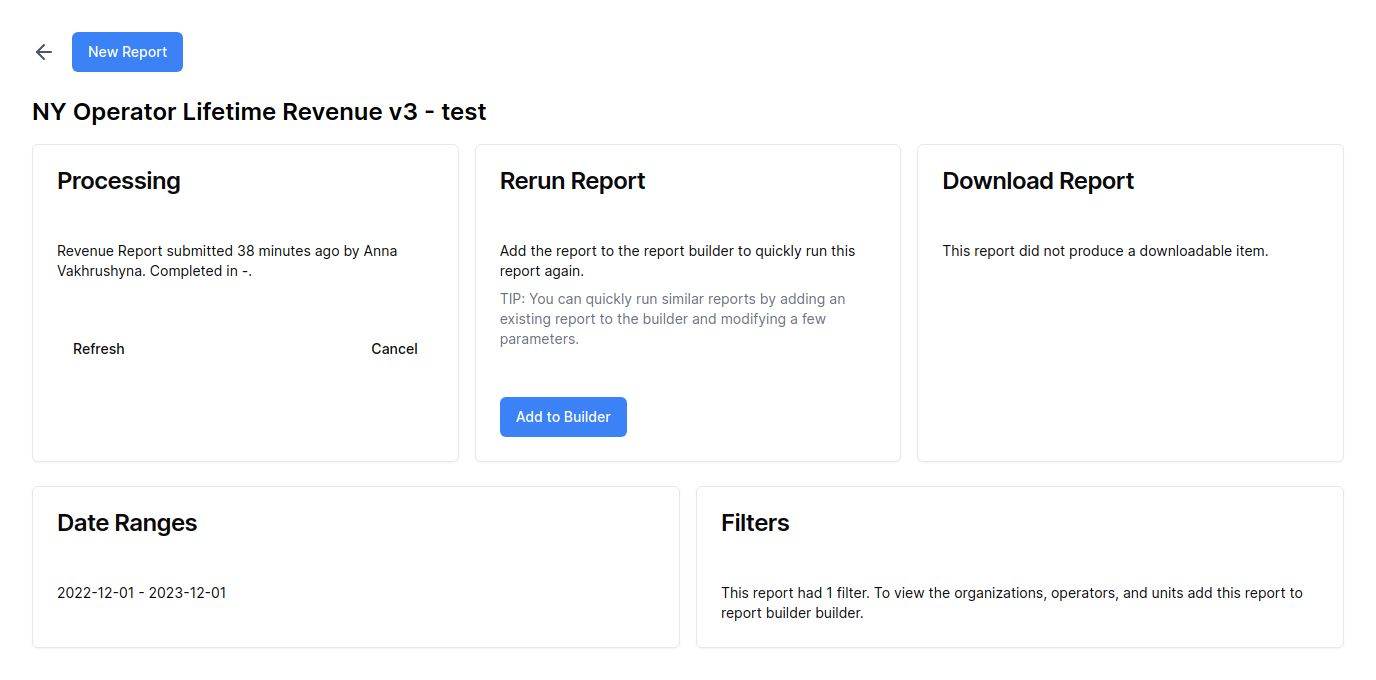 New Report
NY Operator Lifetime Revenue v3 - test
Processing
Revenue Report submitted 38 minutes ago by Anna
Vakhrushyna. Completed in -.
Refresh
Cancel
Rerun Report
Add the report to the report builder to quickly run this
report again.
TIP: You can quickly run similar reports by adding an
existing report to the builder and modifying a few
parameters.
Add to Builder
Download Report
This report did not produce a downloadable item.
Date Ranges
2022-12-01 - 2023-12-01
Filters
This report had 1 filter. To view the organizations, operators, and units add this report to
report builder builder.